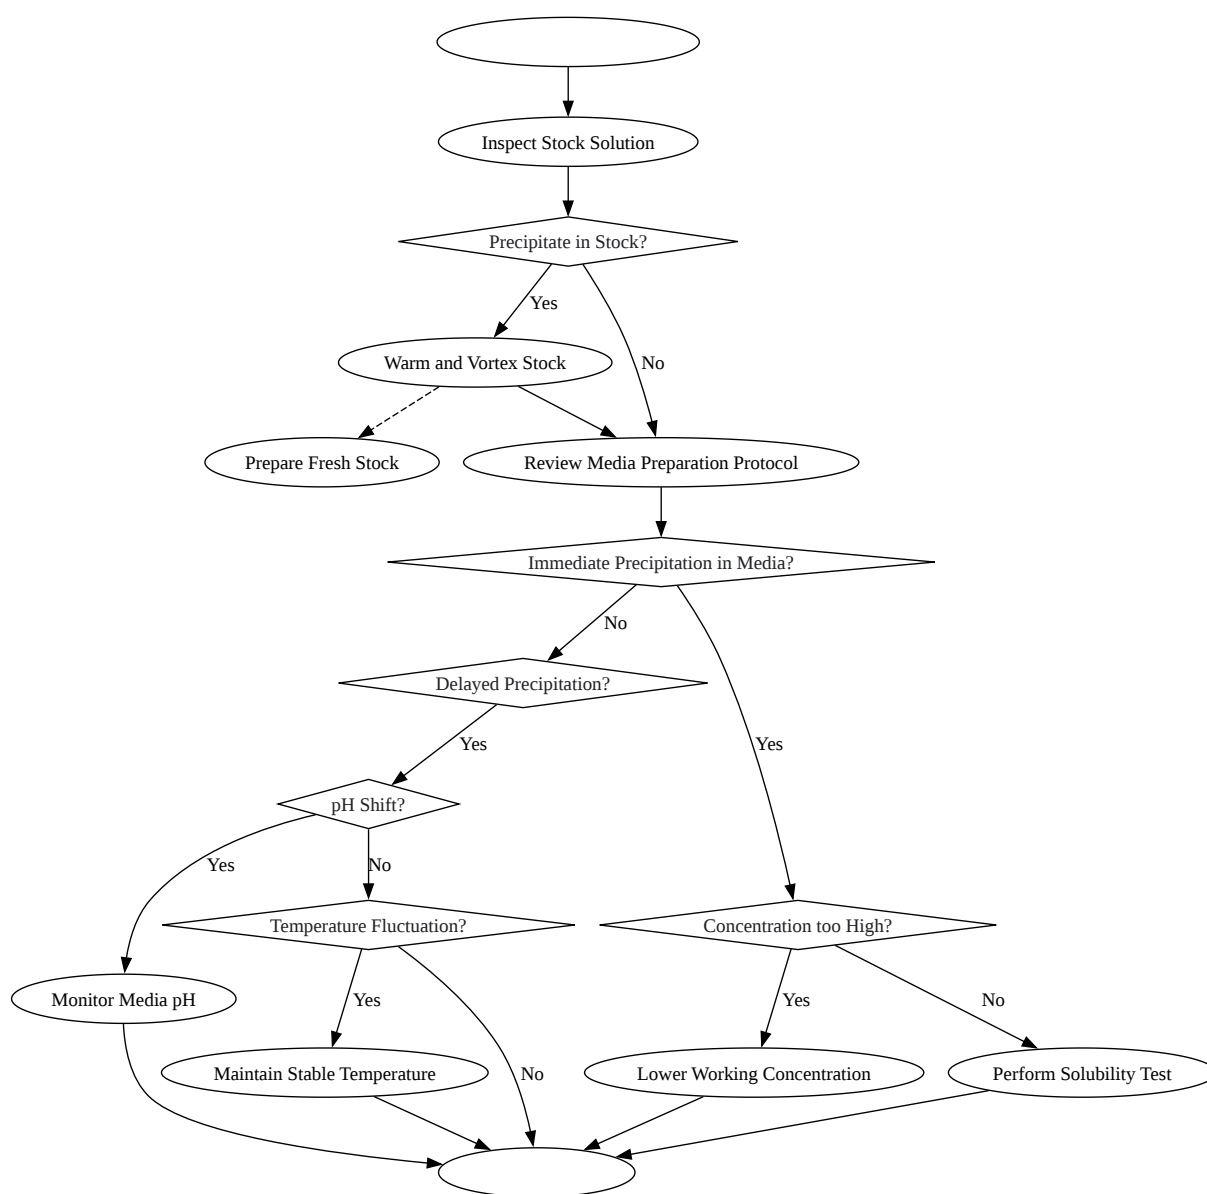 Inspect Stock Solution
Precipitate in Stock?
Yes
Warm and Vortex Stock
No
Prepare Fresh Stock
Review Media Preparation Protocol
Immediate Precipitation in Media?
No
Delayed Precipitation?
Yes
Yes
pH Shift?
Yes
No
Temperature Fluctuation?
Concentration too High?
Monitor Media pH
Yes
Yes
No
Maintain Stable Temperature
No
Lower Working Concentration
Perform Solubility Test